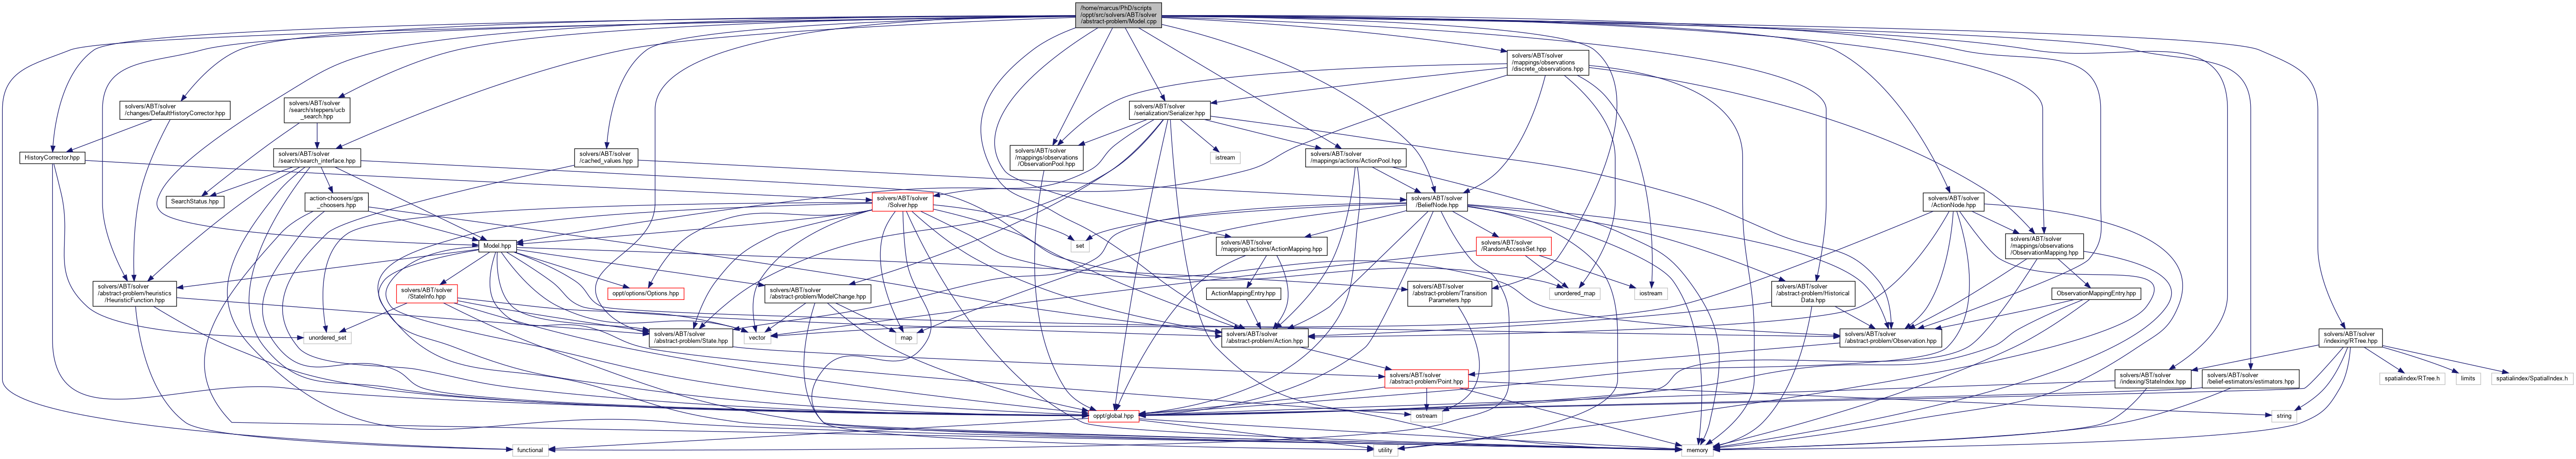 /home/marcus/PhD/scripts
/oppt/src/solvers/ABT/solver
/abstract-problem/Model.cpp
solvers/ABT/solver
/mappings/observations
/discrete_observations.hpp
solvers/ABT/solver
/changes/DefaultHistoryCorrector.hpp
solvers/ABT/solver
/search/steppers/ucb
_search.hpp
solvers/ABT/solver
/serialization/Serializer.hpp
HistoryCorrector.hpp
solvers/ABT/solver
/search/search_interface.hpp
solvers/ABT/solver
/cached_values.hpp
solvers/ABT/solver
/mappings/observations
/ObservationPool.hpp
istream
solvers/ABT/solver
/mappings/actions/ActionPool.hpp
SearchStatus.hpp
action-choosers/gps
_choosers.hpp
solvers/ABT/solver
/Solver.hpp
solvers/ABT/solver
/BeliefNode.hpp
solvers/ABT/solver
/ActionNode.hpp
Model.hpp
set
solvers/ABT/solver
/mappings/actions/ActionMapping.hpp
solvers/ABT/solver
/RandomAccessSet.hpp
solvers/ABT/solver
/mappings/observations
/ObservationMapping.hpp
solvers/ABT/solver
/abstract-problem/heuristics
/HeuristicFunction.hpp
solvers/ABT/solver
/StateInfo.hpp
oppt/options/Options.hpp
solvers/ABT/solver
/abstract-problem/ModelChange.hpp
ActionMappingEntry.hpp
solvers/ABT/solver
/abstract-problem/Transition
Parameters.hpp
unordered_map
iostream
solvers/ABT/solver
/abstract-problem/Historical
Data.hpp
ObservationMappingEntry.hpp
unordered_set
solvers/ABT/solver
/abstract-problem/State.hpp
vector
map
solvers/ABT/solver
/abstract-problem/Action.hpp
solvers/ABT/solver
/abstract-problem/Observation.hpp
solvers/ABT/solver
/indexing/RTree.hpp
solvers/ABT/solver
/abstract-problem/Point.hpp
solvers/ABT/solver
/indexing/StateIndex.hpp
solvers/ABT/solver
/belief-estimators/estimators.hpp
spatialindex/RTree.h
limits
spatialindex/SpatialIndex.h
oppt/global.hpp
ostream
string
functional
utility
memory